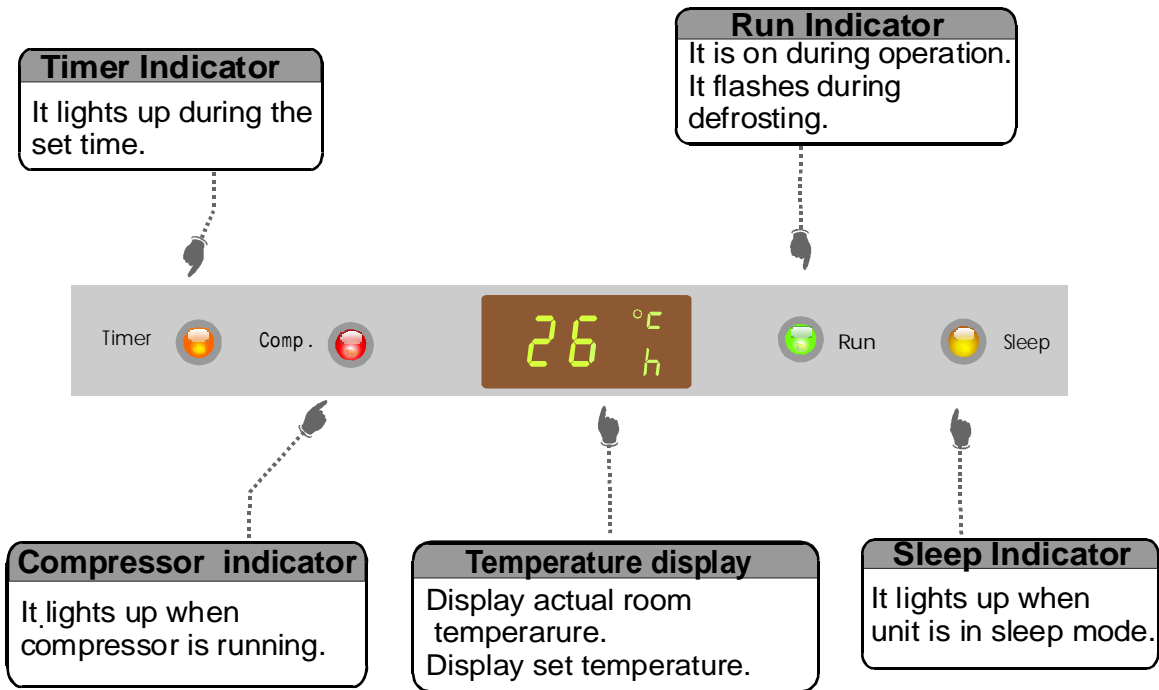 Run Indicator
It is on during operation.
It flashes during
defrosting.
Timer Indicator
It lights up during the
set time.
Timer
Comp.
26 °C
h
Run
Sleep
Compressor indicator
It lights up when
compressor is running.
Temperature display
Display actual room
temperarure.
Display set temperature.
Sleep Indicator
It lights up when
unit is in sleep mode.